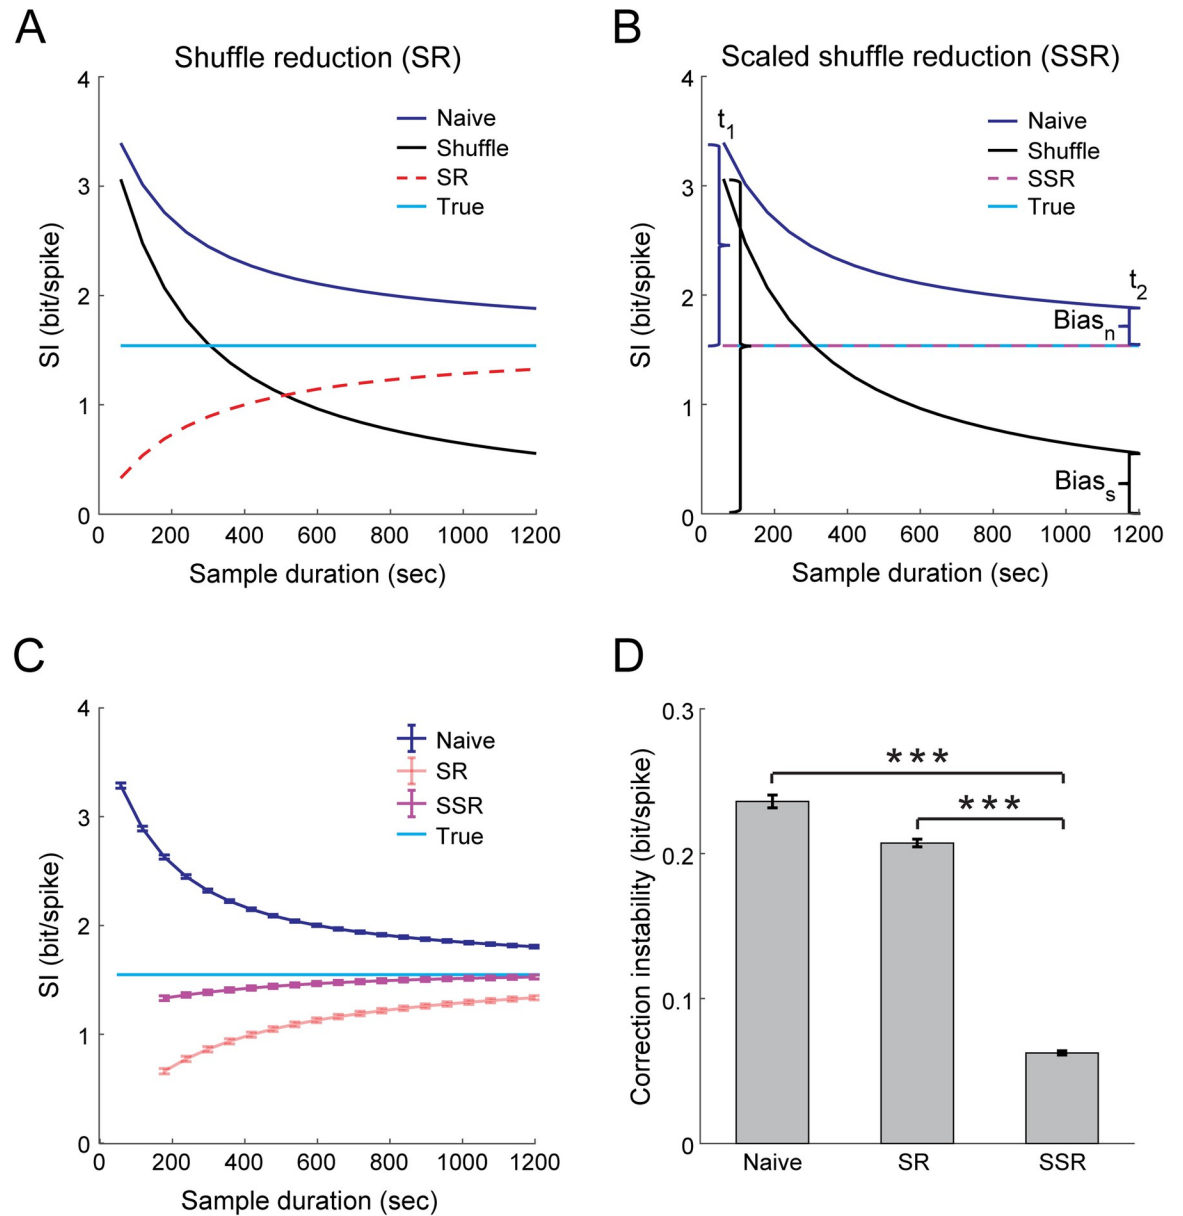 A
Shuffle reduction (SR)
4
3
2
1
0
SI (bit/spike)
Naive
Shuffle
SR
True
0 200 400 600 800 1000 1200
Sample duration (sec)
B
Scaled shuffle reduction (SSR)
4
3
2
1
0
SI (bit/spike)
t1
Naive
Shuffle
SSR
True
t2
Biasn
Biass
0 200 400 600 800 1000 1200
Sample duration (sec)
C
4
3
2
1
0
SI (bit/spike)
Naive
SR
SSR
True
0 200 400 600 800 1000 1200
Sample duration (sec)
D
0.3
0.2
0.1
0
Correction instability (bit/spike)
***
***
Naive SR SSR